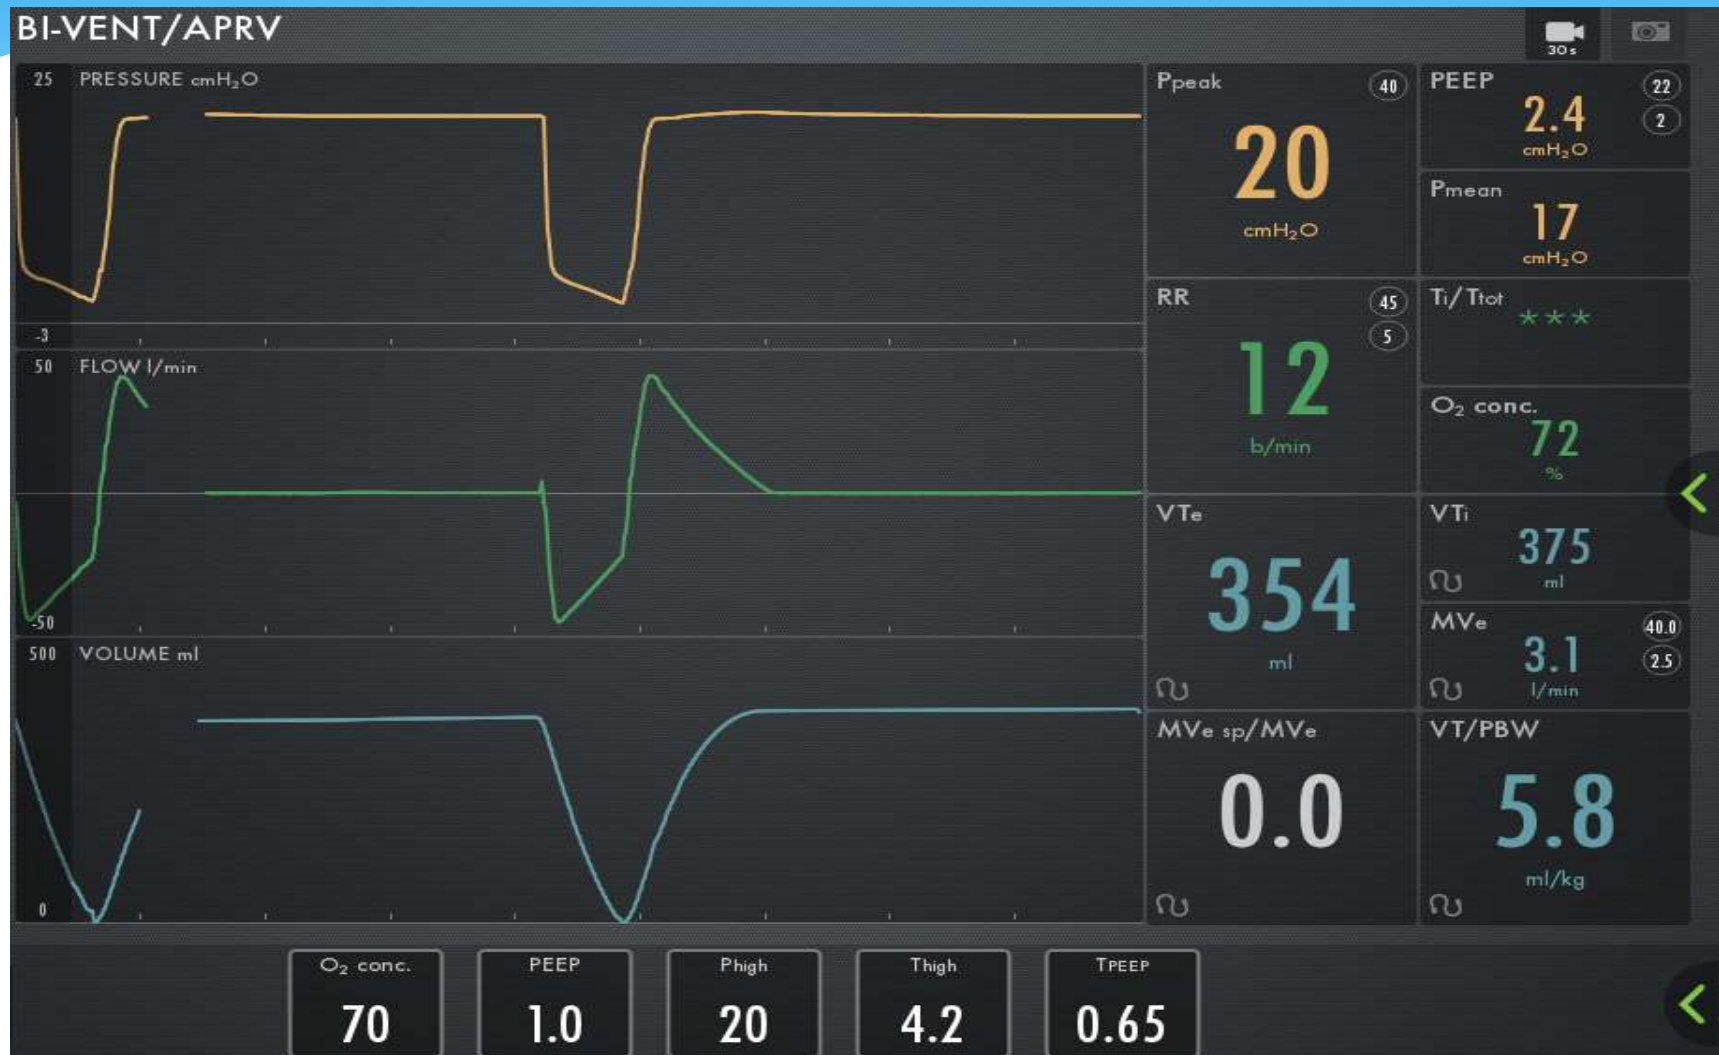 BI-VENT/APRV
30 s
25 PRESSURE cmH₂O
-3
50 FLOW l/min
-50
500 VOLUME ml
0
Ppeak 40
20
cmH₂O
PEEP 22
2.4 2
cmH₂O
Pmean
17
cmH₂O
RR 45
5
12
b/min
Ti/Ttot
***
O₂ conc.
72
%
VTe
354
ml
VTi
375
ml
MVe 40.0
3.1 2.5
l/min
MVe sp/MVe
0.0
VT/PBW
5.8
ml/kg
O₂ conc.
70
PEEP
1.0
Phigh
20
Thigh
4.2
TPEEP
0.65